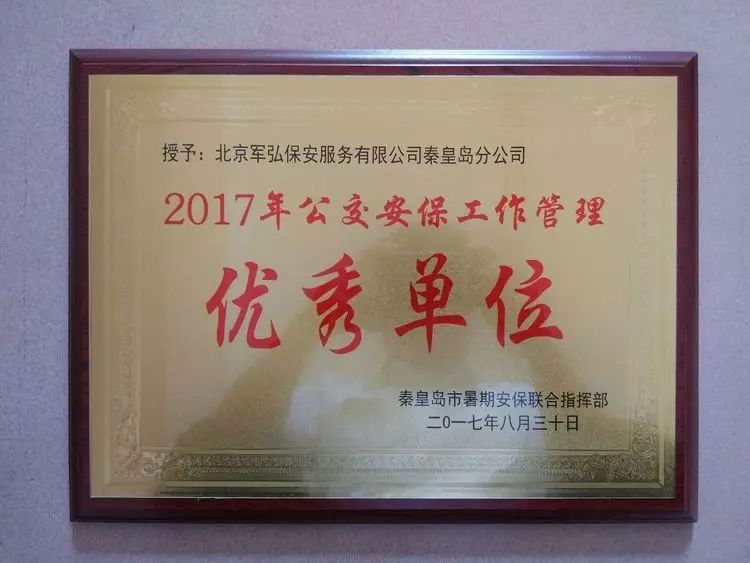 授予：北京军弘保安服务有限公司秦皇岛分公司
2017年公交安保工作管理
优秀单位
秦皇岛市暑期安保联合指挥部
二0一七年八月三十日